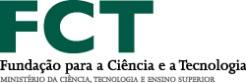 FCT
Fundação para a Ciência e a Tecnologia
MINISTÉRIO DA CIÊNCIA, TECNOLOGIA E ENSINO SUPERIOR